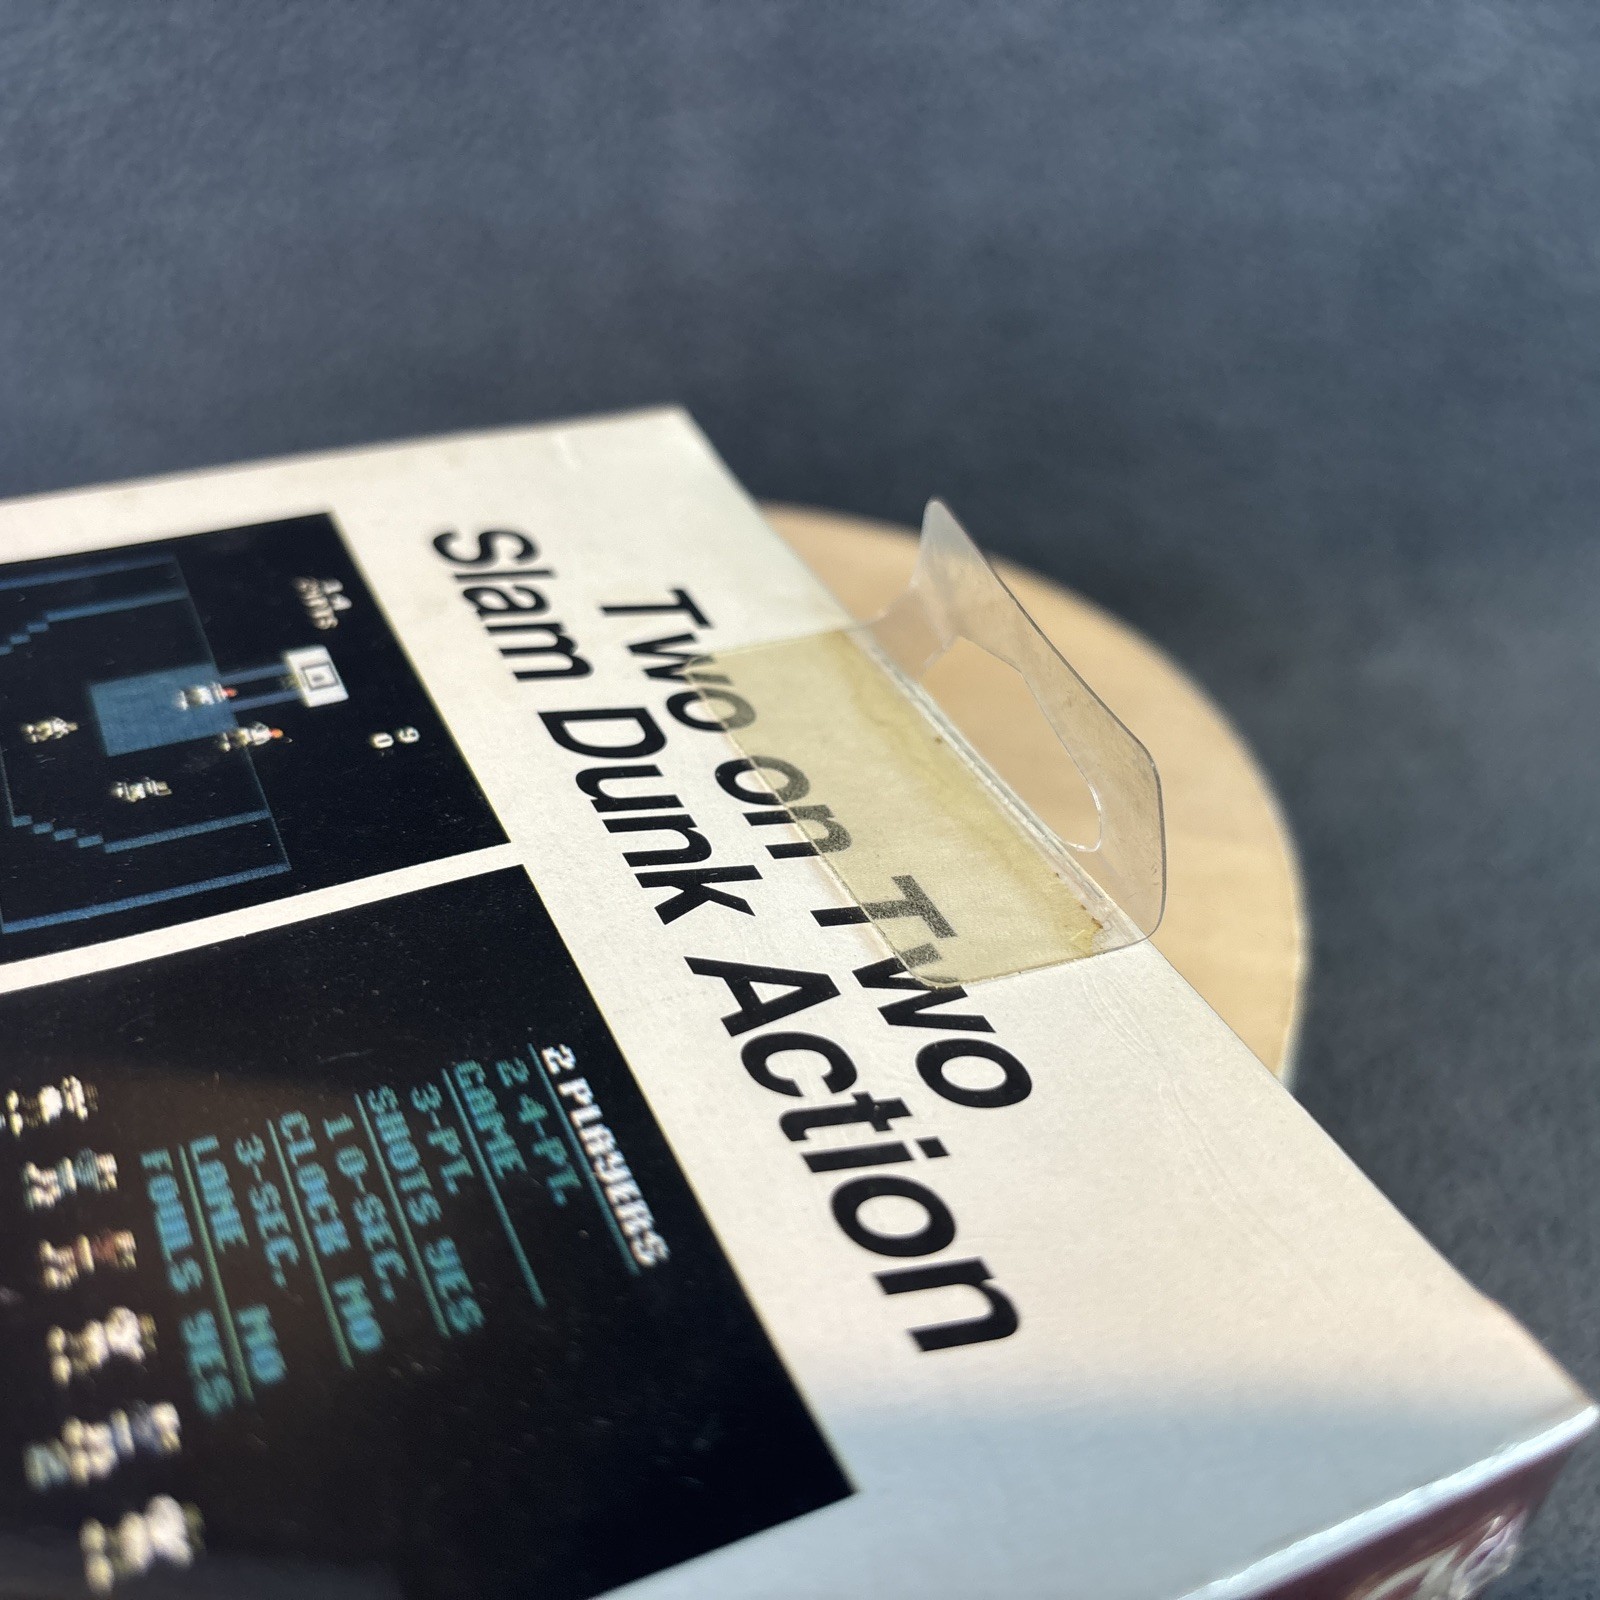 Two on Two
Slam Dunk Action
2 PLAYERS
2 4-PT.
GAME
3-PT.
SHOTS YES
10-SEC.
CLOCK NO
3-SEC.
LANE NO
FOULS YES
14
9
0